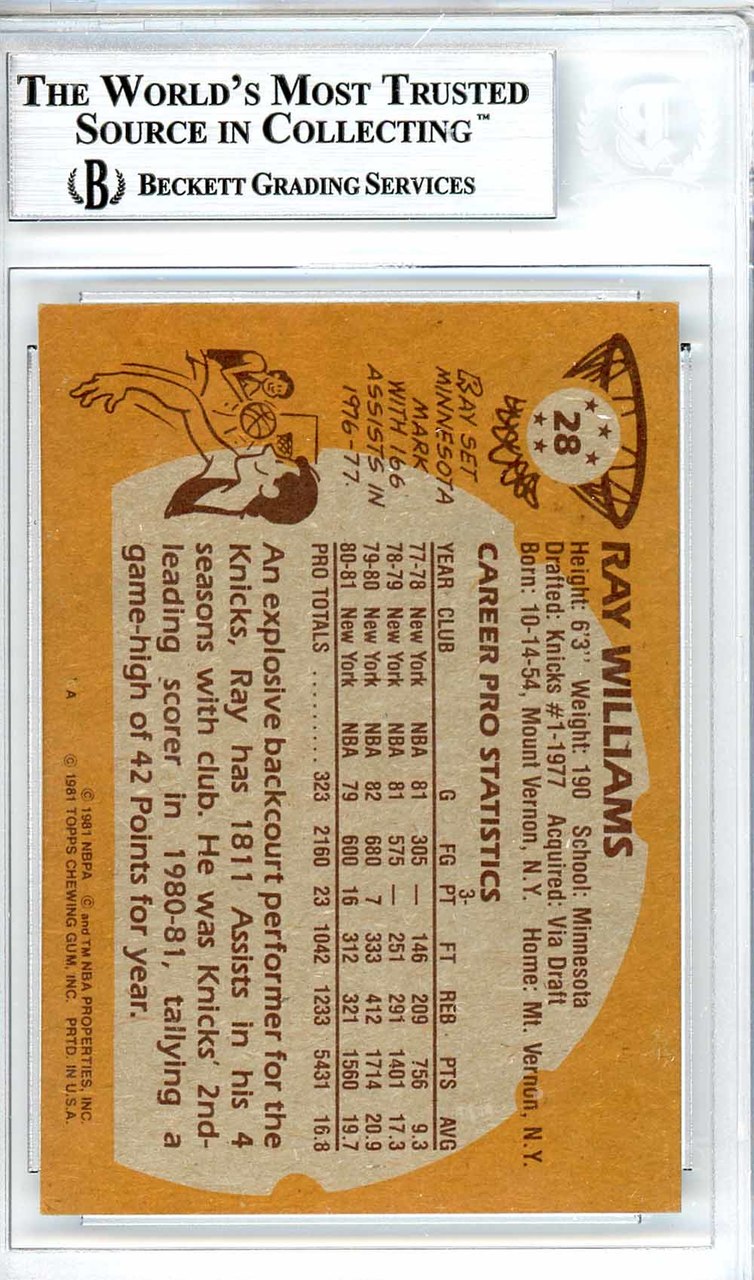 THE WORLD'S MOST TRUSTED
SOURCE IN COLLECTING™
B BECKETT GRADING SERVICES
28
RAY WILLIAMS
Height: 6'3" Weight: 190 School: Minnesota
Drafted: Knicks #1-1977 Acquired: Via Draft
Born: 10-14-54, Mount Vernon, N.Y. Home: Mt. Vernon, N.Y.
CAREER PRO STATISTICS
YEAR CLUB G FG 3-PT FT REB PTS AVG
77-78 New York NBA 81 305 — 146 209 756 9.3
78-79 New York NBA 81 575 — 251 291 1401 17.3
79-80 New York NBA 82 680 7 333 412 1714 20.9
80-81 New York NBA 79 600 16 312 321 1560 19.7
PRO TOTALS .......... 323 2160 23 1042 1233 5431 16.8
RAY SET
MINNESOTA
MARK
WITH 166
ASSISTS IN
1976-77.
An explosive backcourt performer for the
Knicks, Ray has 1811 Assists in his 4
seasons with club. He was Knicks' 2nd-
leading scorer in 1980-81, tallying a
game-high of 42 Points for year.
© 1981 NBPA © and TM NBA PROPERTIES, INC.
A © 1981 TOPPS CHEWING GUM, INC. PRTD. IN U.S.A.